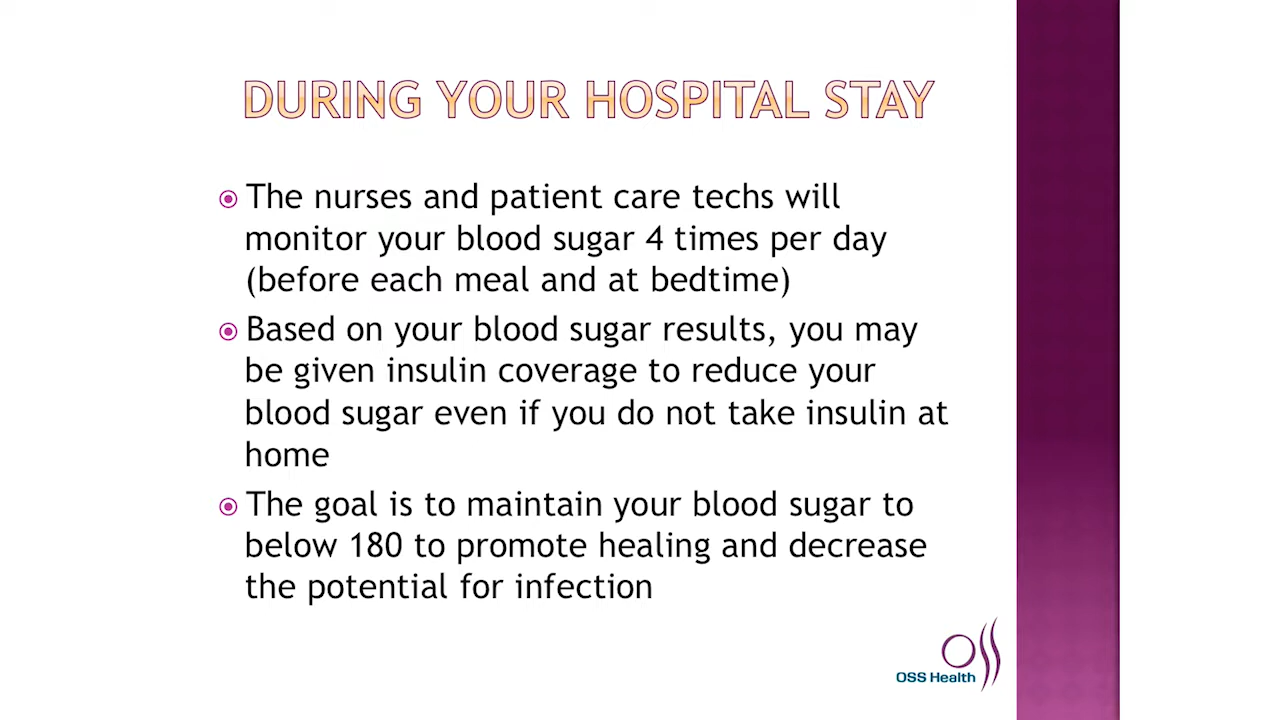 DURING YOUR HOSPITAL STAY
The nurses and patient care techs will
monitor your blood sugar 4 times per day
(before each meal and at bedtime)
Based on your blood sugar results, you may
be given insulin coverage to reduce your
blood sugar even if you do not take insulin at
home
The goal is to maintain your blood sugar to
below 180 to promote healing and decrease
the potential for infection
OSS Health